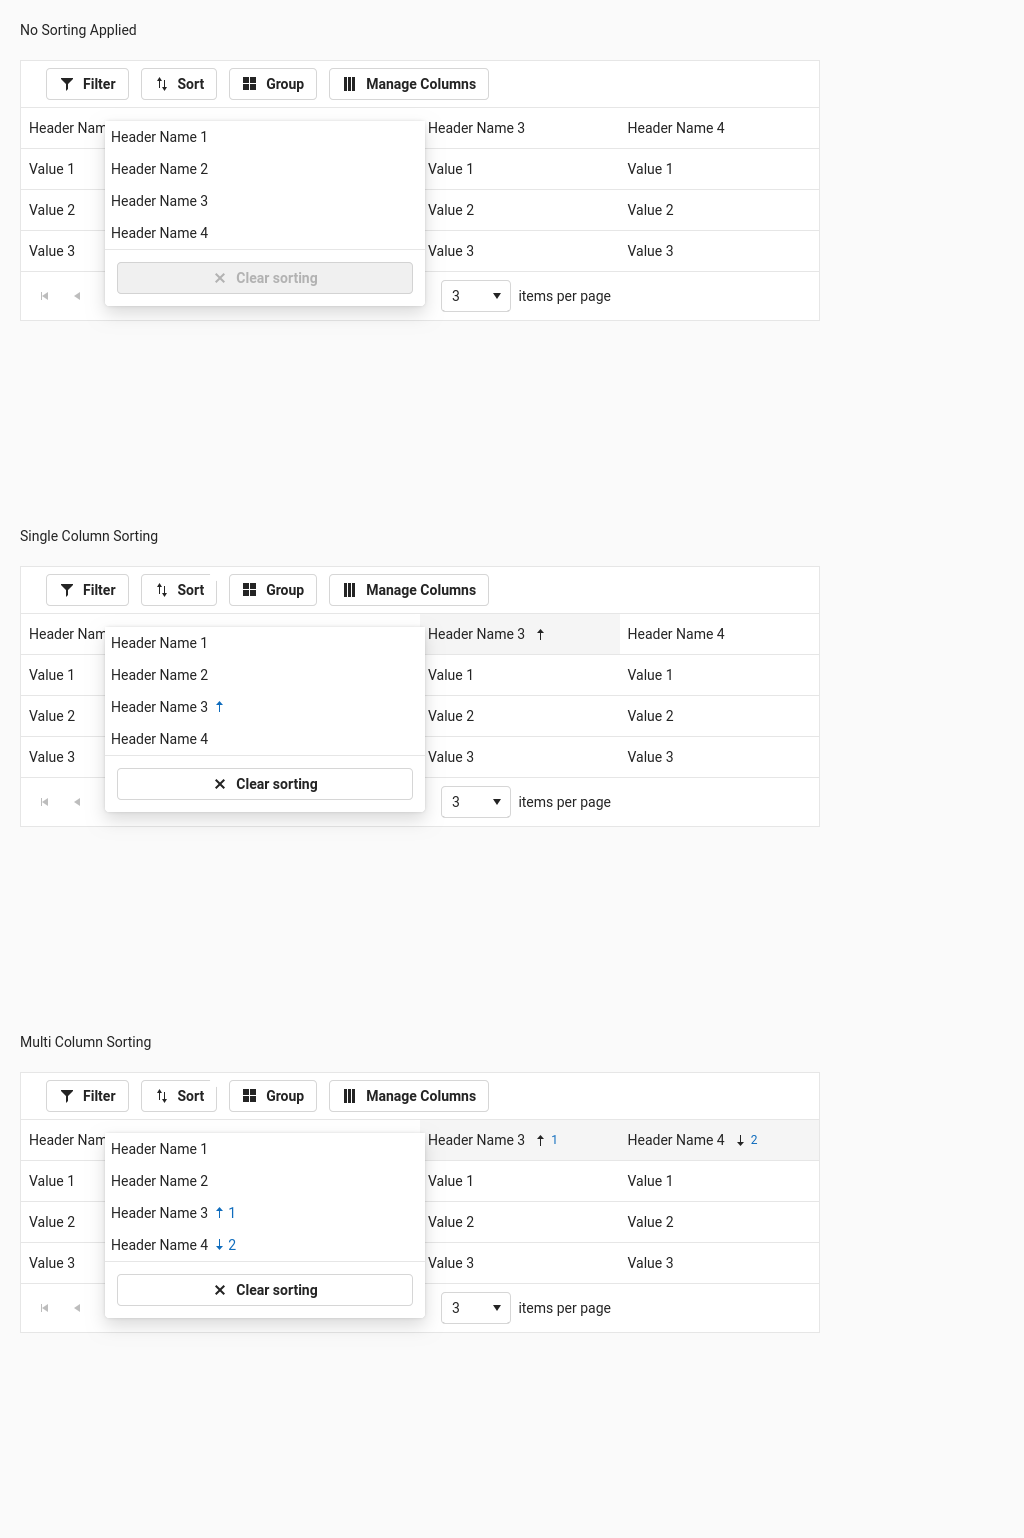 No Sorting Applied
Filter Sort Group Manage Columns
Header Nam Header Name 3 Header Name 4
Header Name 1
Value 1 Header Name 2 Value 1 Value 1
Header Name 3
Value 2 Value 2 Value 2
Header Name 4
Value 3 Value 3 Value 3
Clear sorting
3 items per page
Single Column Sorting
Filter Sort Group Manage Columns
Header Nam Header Name 3 Header Name 4
Header Name 1
Value 1 Header Name 2 Value 1 Value 1
Header Name 3
Value 2 Value 2 Value 2
Header Name 4
Value 3 Value 3 Value 3
Clear sorting
3 items per page
Multi Column Sorting
Filter Sort Group Manage Columns
Header Nam Header Name 3 1 Header Name 4 2
Header Name 1
Value 1 Header Name 2 Value 1 Value 1
Header Name 3 1
Value 2 Value 2 Value 2
Header Name 4 2
Value 3 Value 3 Value 3
Clear sorting
3 items per page